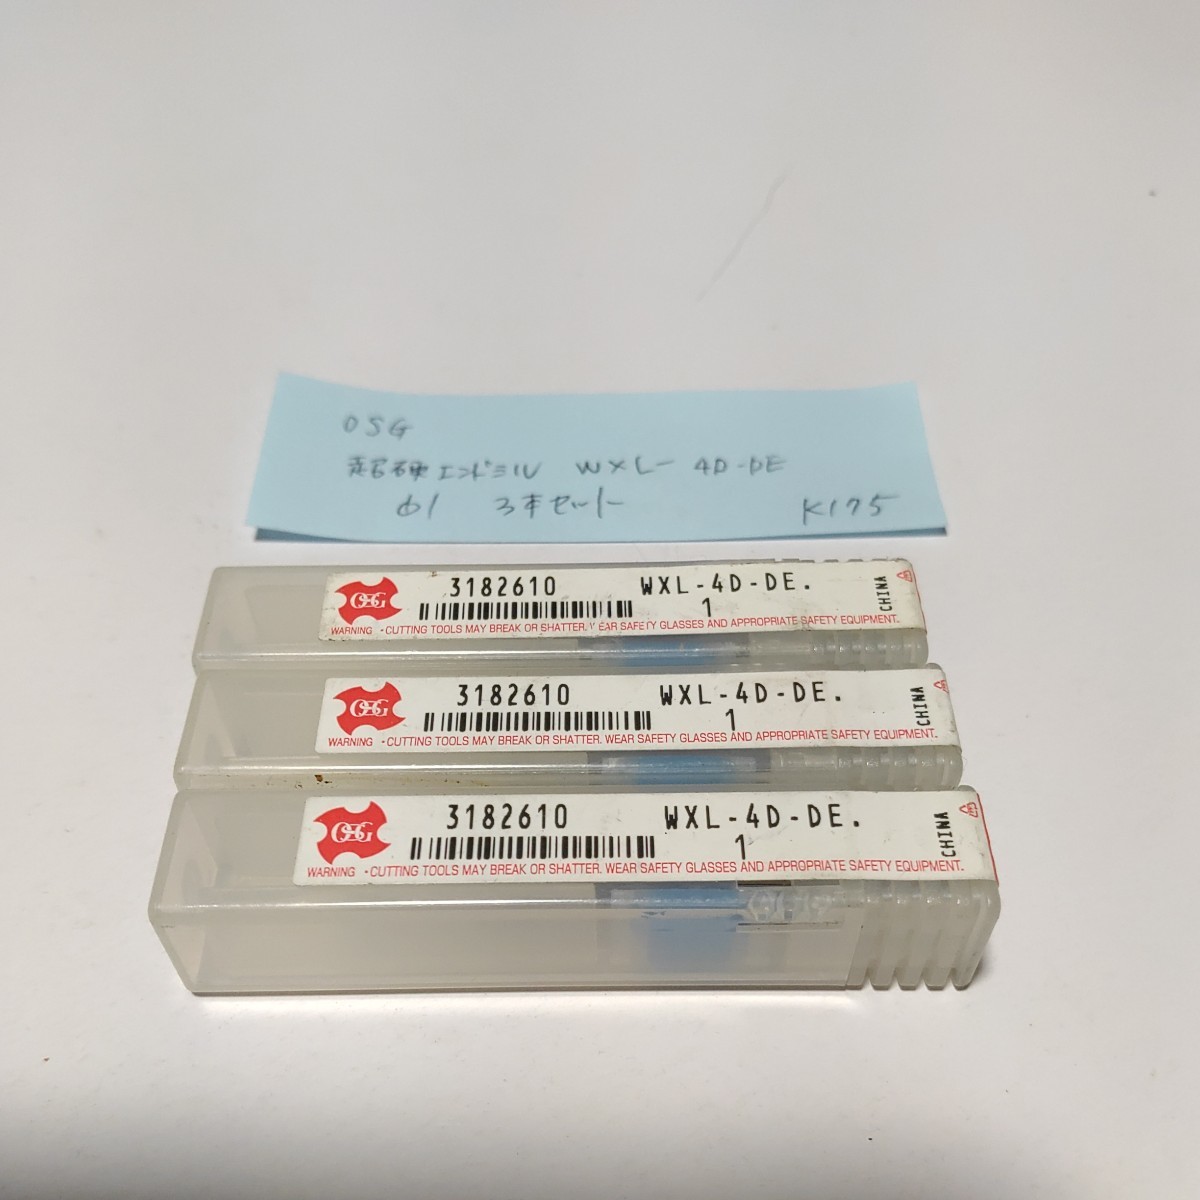 OSG
超硬エンドミル WXL-4D-DE
φ1 3本セット K175
OSG 3182610 WXL-4D-DE.
1
CHINA
WARNING ・CUTTING TOOLS MAY BREAK OR SHATTER. WEAR SAFETY GLASSES AND APPROPRIATE SAFETY EQUIPMENT.
OSG 3182610 WXL-4D-DE.
1
CHINA
WARNING ・CUTTING TOOLS MAY BREAK OR SHATTER. WEAR SAFETY GLASSES AND APPROPRIATE SAFETY EQUIPMENT.
OSG 3182610 WXL-4D-DE.
1
CHINA
WARNING ・CUTTING TOOLS MAY BREAK OR SHATTER. WEAR SAFETY GLASSES AND APPROPRIATE SAFETY EQUIPMENT.